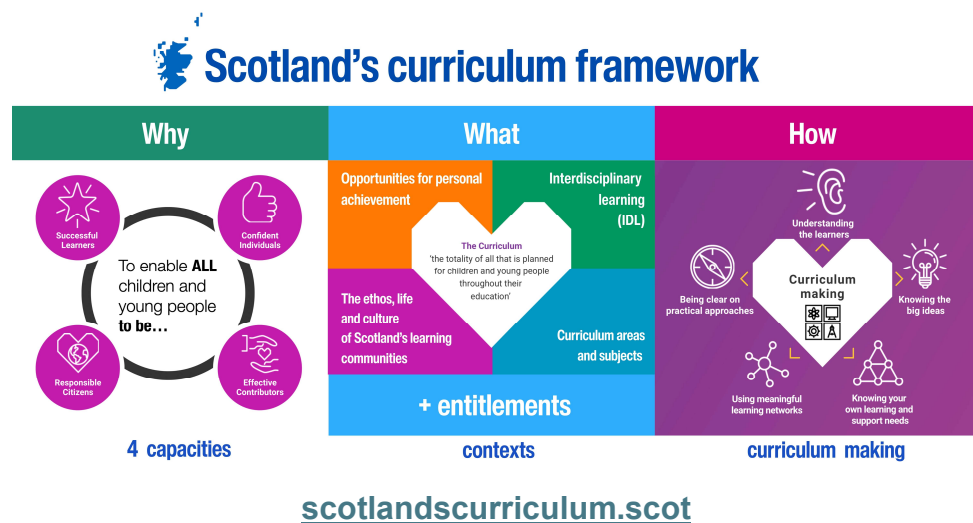 Scotland's curriculum framework
Why
What
How
Successful
Learners
Confident
Individuals
To enable ALL
children and
young people
to be...
Responsible
Citizens
Effective
Contributors
4 capacities
Opportunities for personal
achievement
Interdisciplinary
learning
(IDL)
The Curriculum
'the totality of all that is planned
for children and young people
throughout their
education'
The ethos, life
and culture
of Scotland's learning
communities
Curriculum areas
and subjects
+ entitlements
contexts
Understanding
the learners
Being clear on
practical approaches
Curriculum
making
Knowing the
big ideas
Using meaningful
learning networks
Knowing your
own learning and
support needs
curriculum making
scotlandscurriculum.scot